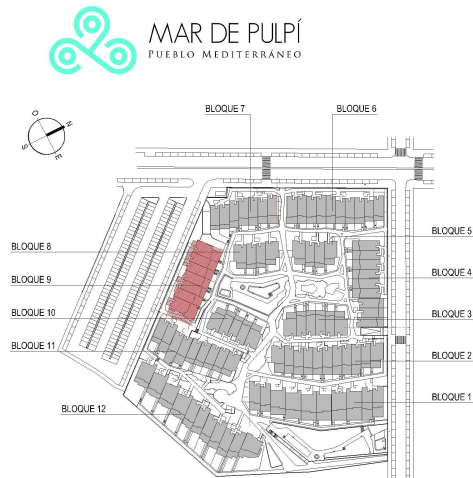 MAR DE PULPÍ
PUEBLO MEDITERRÁNEO
BLOQUE 7
BLOQUE 6
O
N
S
E
BLOQUE 5
BLOQUE 8
BLOQUE 4
BLOQUE 9
BLOQUE 3
BLOQUE 10
BLOQUE 11
BLOQUE 2
BLOQUE 1
BLOQUE 12